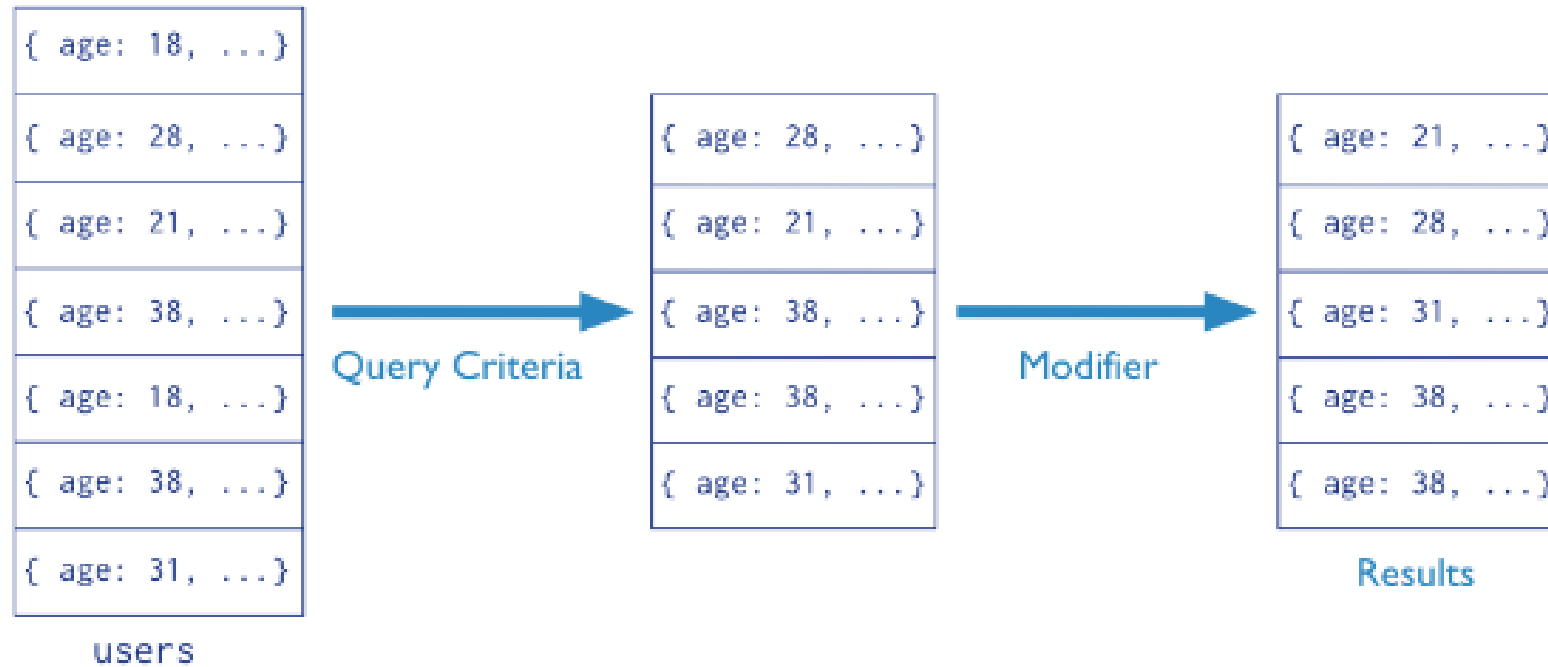 { age: 18, ...}
{ age: 28, ...}
{ age: 21, ...}
{ age: 38, ...}
{ age: 18, ...}
{ age: 38, ...}
{ age: 31, ...}
users
Query Criteria
{ age: 28, ...}
{ age: 21, ...}
{ age: 38, ...}
{ age: 38, ...}
{ age: 31, ...}
Modifier
{ age: 21, ...}
{ age: 28, ...}
{ age: 31, ...}
{ age: 38, ...}
{ age: 38, ...}
Results